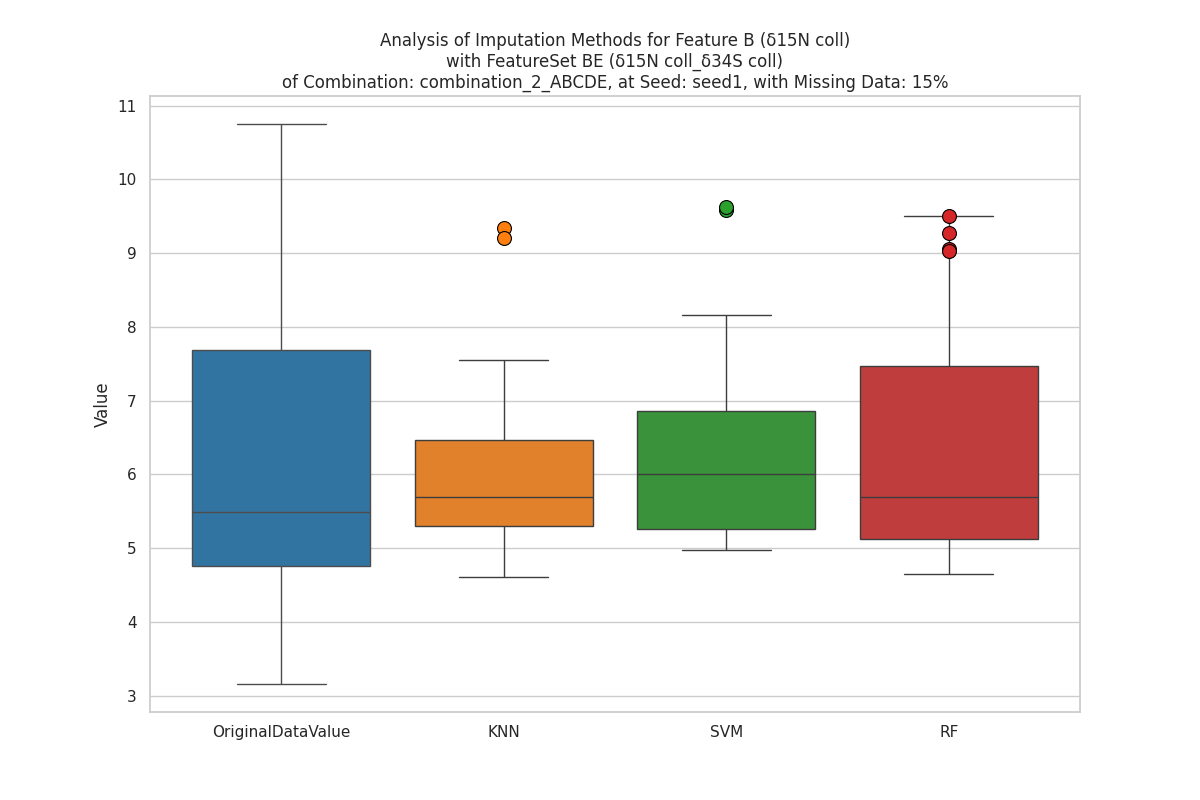 Analysis of Imputation Methods for Feature B (δ15N coll)
with FeatureSet BE (δ15N coll_δ34S coll)
of Combination: combination_2_ABCDE, at Seed: seed1, with Missing Data: 15%
11
10
9
8
7
6
5
4
3
Value
OriginalDataValue
KNN
SVM
RF